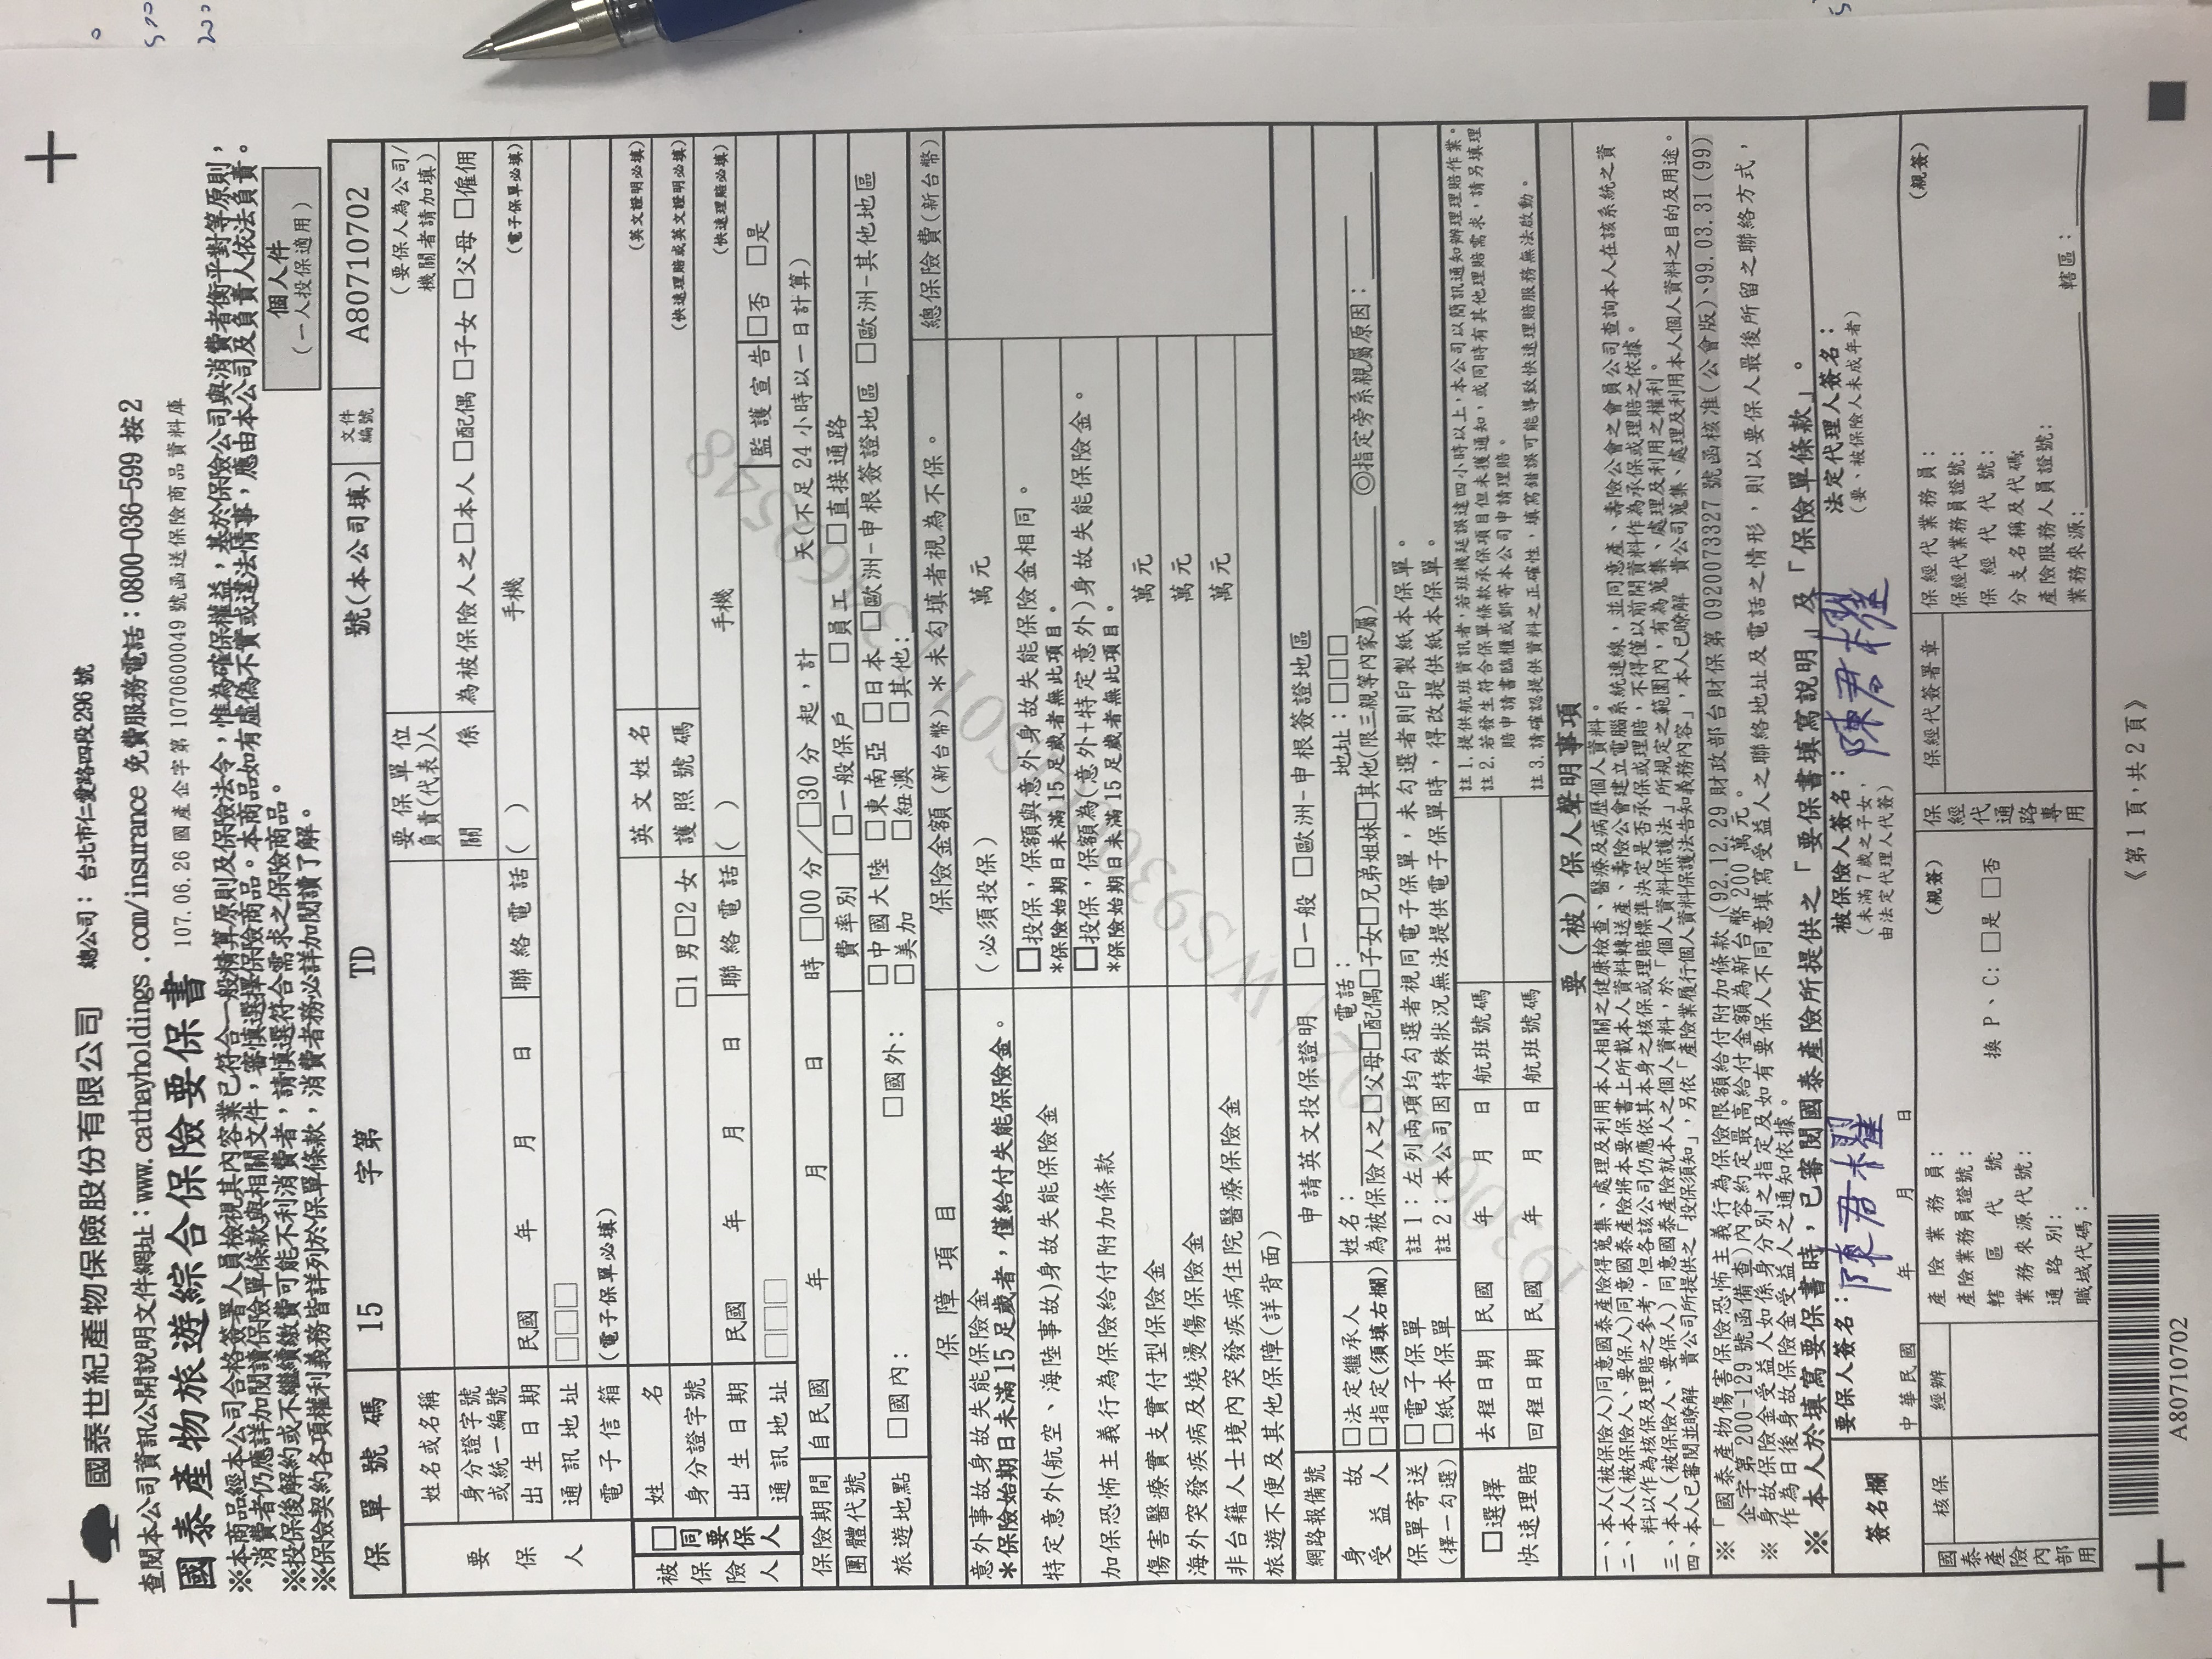 國泰世紀產物保險股份有限公司 總公司：台北市仁愛路四段296號
查閱本公司資訊公開說明文件網址：www.cathayholdings .com/insurance 免費服務電話：0800-036-599 按2
國泰產物旅遊綜合保險要保書 107.06.26 國產企字第 1070600049 號函送保險商品資料庫
※本商品經本公司合格簽署人員檢視其內容業已符合一般精算原則及保險法令，惟為確保權益，基於保險公司與消費者衡平對等原則，
消費者仍應詳加閱讀保險單條款與相關文件，審慎選擇保險商品。本商品如有虛偽不實或違法情事，應由本公司及負責人依法負責。
※投保後解約或不繼續繳費可能不利消費者，請慎選符合需求之保險商品。
※保險契約各項權利義務皆詳列於保單條款，消費者務必詳加閱讀了解。
個人件
（一人投保適用）
保單號碼 15 字第 TD 號(本公司填) 文件編號 A80710702
要保人
姓名或名稱 要保單位負責(代表)人 （要保人為公司/機關者請加填）
身分證字號或統一編號 關係 為被保險人之□本人 □配偶 □子女 □父母 □僱佣
出生日期 民國 年 月 日 聯絡電話 ( ) 手機 (電子保單必填)
通訊地址 □□□
電子信箱 (電子保單必填)
被保險人 □同要保人
姓名 英文姓名 (英文證明必填)
身分證字號 □1 男□2 女 護照號碼 (快速理賠或英文證明必填)
出生日期 民國 年 月 日 聯絡電話 ( ) 手機 (快速理賠必填)
通訊地址 □□□ 監護宣告 □否 □是
保險期間 自民國 年 月 日 時 □00 分／□30 分 起，計 天(不足 24 小時以一日計算)
團體代號 費率別 □一般保戶 □員工 □直接通路
旅遊地點 □國內: □國外: □中國大陸 □東南亞 □日本 □歐洲-申根簽證地區 □歐洲-其他地區
□美加 □紐澳 □其他:
保障項目 保險金額（新台幣）＊未勾填者視為不保。 總保險費(新台幣)
意外事故身故失能保險金 （必須投保） 萬元
＊保險始期日未滿 15 足歲者，僅給付失能保險金。
特定意外(航空、海陸事故)身故失能保險金 □投保，保額與意外身故失能保險金相同。
*保險始期日未滿 15 足歲者無此項目。
加保恐怖主義行為保險給付附加條款 □投保，保額為(意外+特定意外)身故失能保險金。
*保險始期日未滿 15 足歲者無此項目。
傷害醫療實支實付型保險金 萬元
海外突發疾病及燒燙傷保險金 萬元
非台籍人士境內突發疾病住院醫療保險金 萬元
旅遊不便及其他保障(詳背面)
網路報備號 申請英文投保證明 □一般 □歐洲-申根簽證地區
身故受益人 □法定繼承人 姓名： 電話： 地址：□□□
□指定(須填右欄) 為被保險人之□父母□配偶□子女□兄弟姐妹□其他(限三親等內家屬) ◎指定旁系親屬原因：
保單寄送 □電子保單 註 1：左列兩項均勾選者視同電子保單，未勾選者則印製紙本保單。
(擇一勾選) □紙本保單 註 2：本公司因特殊狀況無法提供電子保單時，得改提供紙本保單。
□選擇快速理賠 去程日期 民國 年 月 日 航班號碼
回程日期 民國 年 月 日 航班號碼
註 1.提供航班資訊者，若班機延誤達四小時以上，本公司以簡訊通知辦理理賠作業。
註 2.若發生符合保單條款承保項目但未獲通知，或同時有其他理賠需求，請另填理
賠申請書臨櫃或郵寄本公司申請理賠。
註 3.請確認提供資料之正確性，填寫錯誤可能導致快速理賠服務無法啟動。
要（被）保人聲明事項
一、本人(被保險人)同意國泰產險得蒐集、處理及利用本人相關之健康檢查、醫療及病歷個人資料。
二、本人(被保險人、要保人)同意國泰產險將本要保書上所載本人資料轉送產、壽險公會建立電腦系統連線，並同意產、壽險公會之會員公司查詢本人在該系統之資
料以作為核保及理賠之參考，但各該公司仍應依其本身之核保或理賠標準決定是否承保或理賠，不得僅以前開資料作為承保或理賠之依據。
三、本人（被保險人、要保人）同意國泰產險就本人之個人資料，於「個人資料保護法」所規定之範圍內，有為蒐集、處理及利用之權利。
四、本人已審閱並瞭解 貴公司所提供之「投保須知」，另依「產險業履行個人資料保護法告知義務內容」，本人已瞭解 貴公司蒐集、處理及利用本人個人資料之目的及用途。
※「國泰產物傷害保險恐怖主義行為保險限額給付附加條款」(92.12.29 財政部台財保第 0920073327 號函核准(公會版)、99.03.31 (99)
企字第 200-129 號函備查)內容約定最高給付金額為新台幣 200 萬元。
※ 身故保險金受益人如係身分別之指定及如有要保人不同意填寫受益人之聯絡地址及電話之情形，則以要保人最後所留之聯絡方式，
作為日後身故保險金受益人之通知依據。
※ 本人於填寫要保書時，已審閱國泰產險所提供之「要保書填寫說明」及「保險單條款」。
簽名欄 要保人簽名：陳君櫂 被保險人簽名：陳君櫂 法定代理人簽名：
（未滿 7 歲之子女，由法定代理人代簽） （要、被保險人未成年者）
中華民國 年 月 日
國泰產險內部用 核保 經辦 產險業務員: (親簽) 保經代通路專用 保經代簽署章 保經代業務員: (親簽)
產險業務員證號: 保經代業務員證號:
轄區代號 換 P、C: □是 □否 保經代代號:
業務來源代號: 分支名稱及代碼
通路別: 產險服務人員證號:
職域代碼： 業務來源: 轄區：
A80710702
《第 1 頁，共 2 頁》